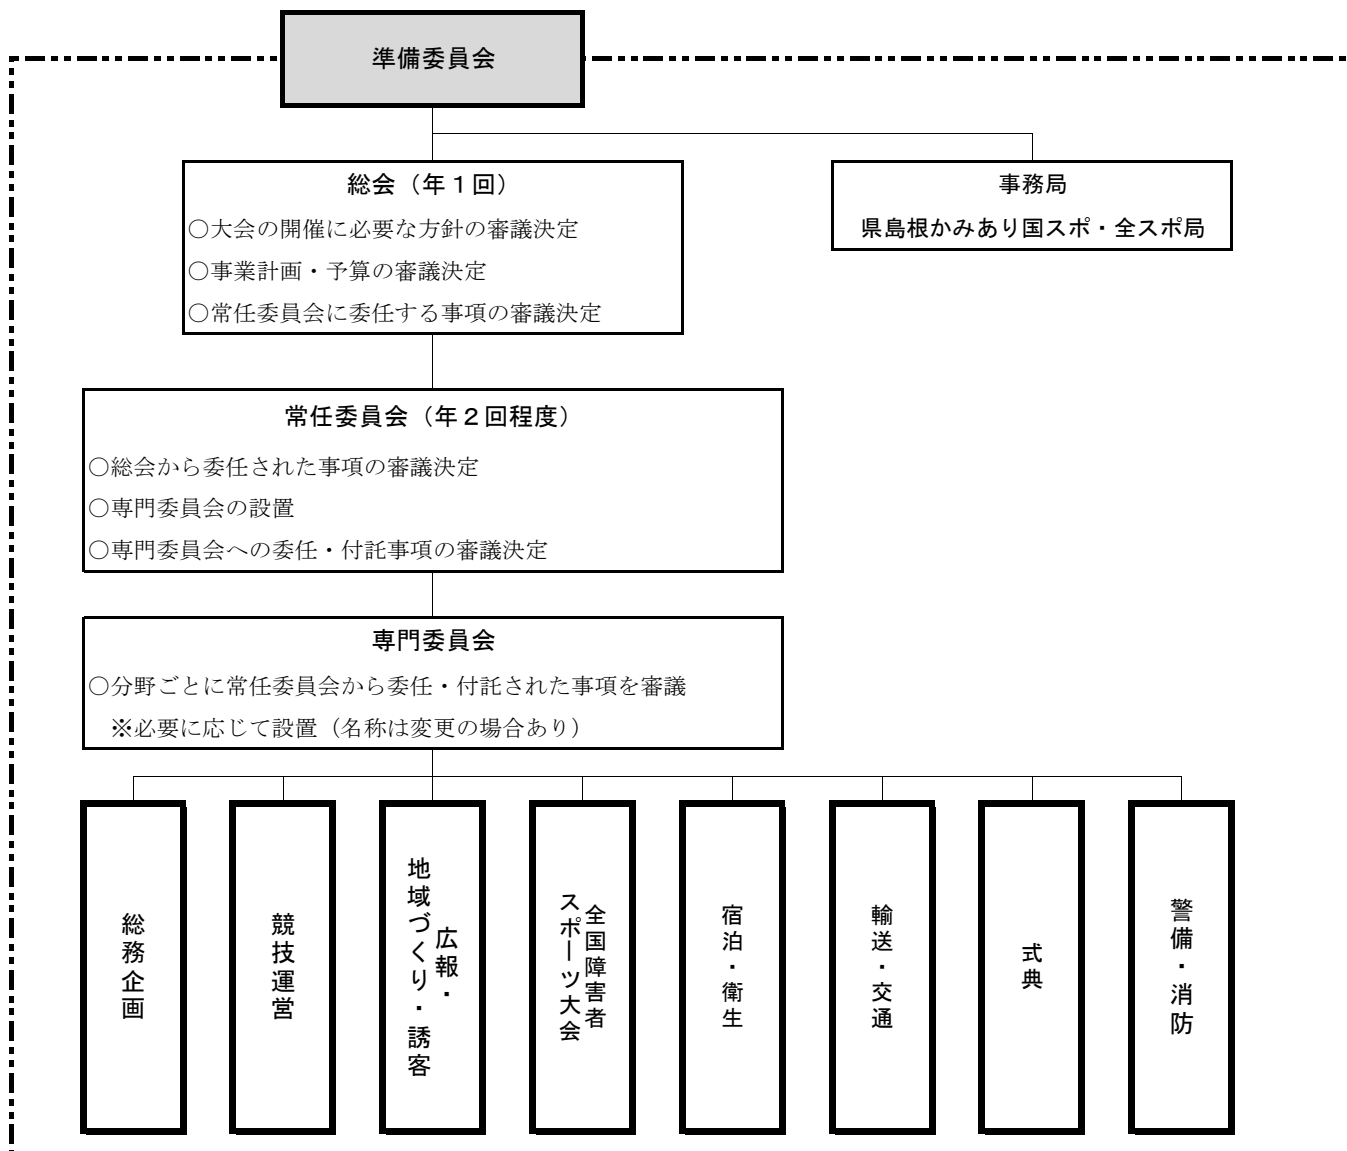 準備委員会
総会（年１回）
○大会の開催に必要な方針の審議決定
○事業計画・予算の審議決定
○常任委員会に委任する事項の審議決定
事務局
県島根かみあり国スポ・全スポ局
常任委員会（年２回程度）
○総会から委任された事項の審議決定
○専門委員会の設置
○専門委員会への委任・付託事項の審議決定
専門委員会
○分野ごとに常任委員会から委任・付託された事項を審議
※必要に応じて設置（名称は変更の場合あり）
総務企画
競技運営
広報・
地域づくり・誘客
全国障害者
スポーツ大会
宿泊・衛生
輸送・交通
式典
警備・消防